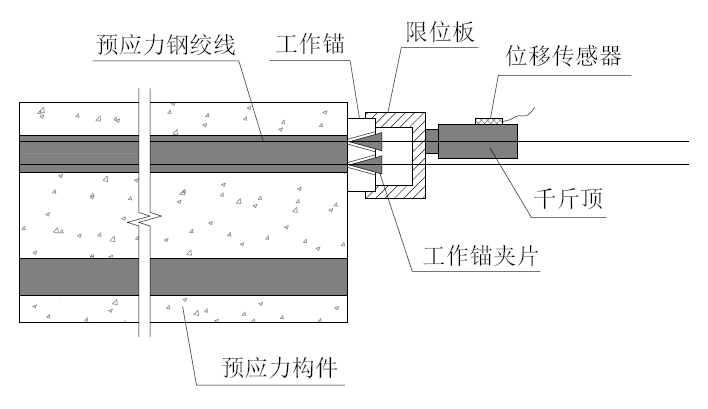 限位板
预应力钢绞线
工作锚
位移传感器
千斤顶
工作锚夹片
预应力构件